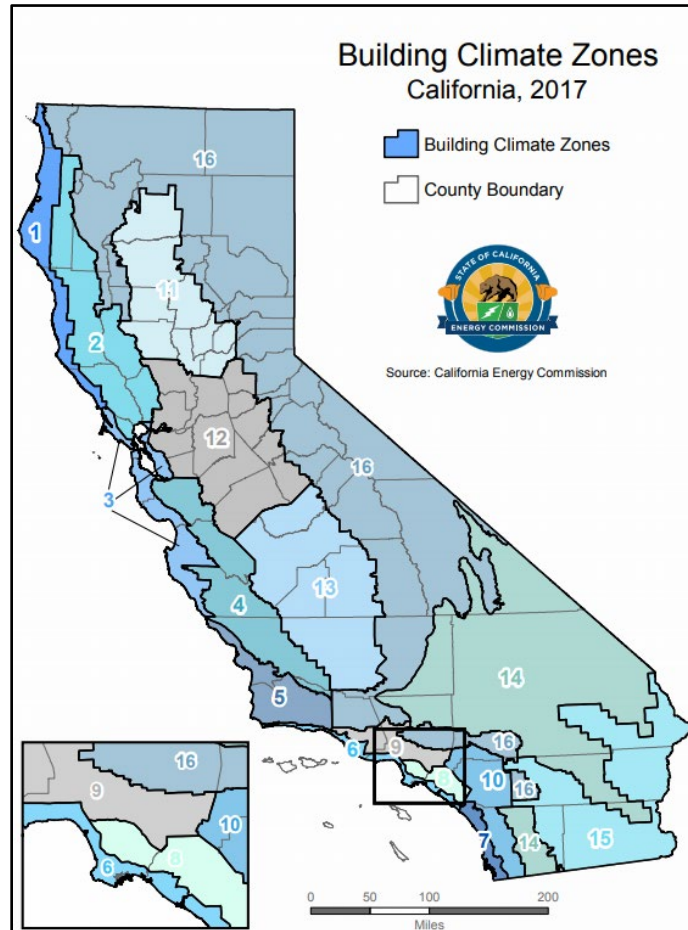 Building Climate Zones
California, 2017
Building Climate Zones
County Boundary
STATE OF CALIFORNIA
ENERGY COMMISSION
Source: California Energy Commission
16
1
11
2
12
16
3
13
4
14
5
6
9
16
8
10
16
7
14
15
16
9
10
8
6
0 50 100 200
Miles